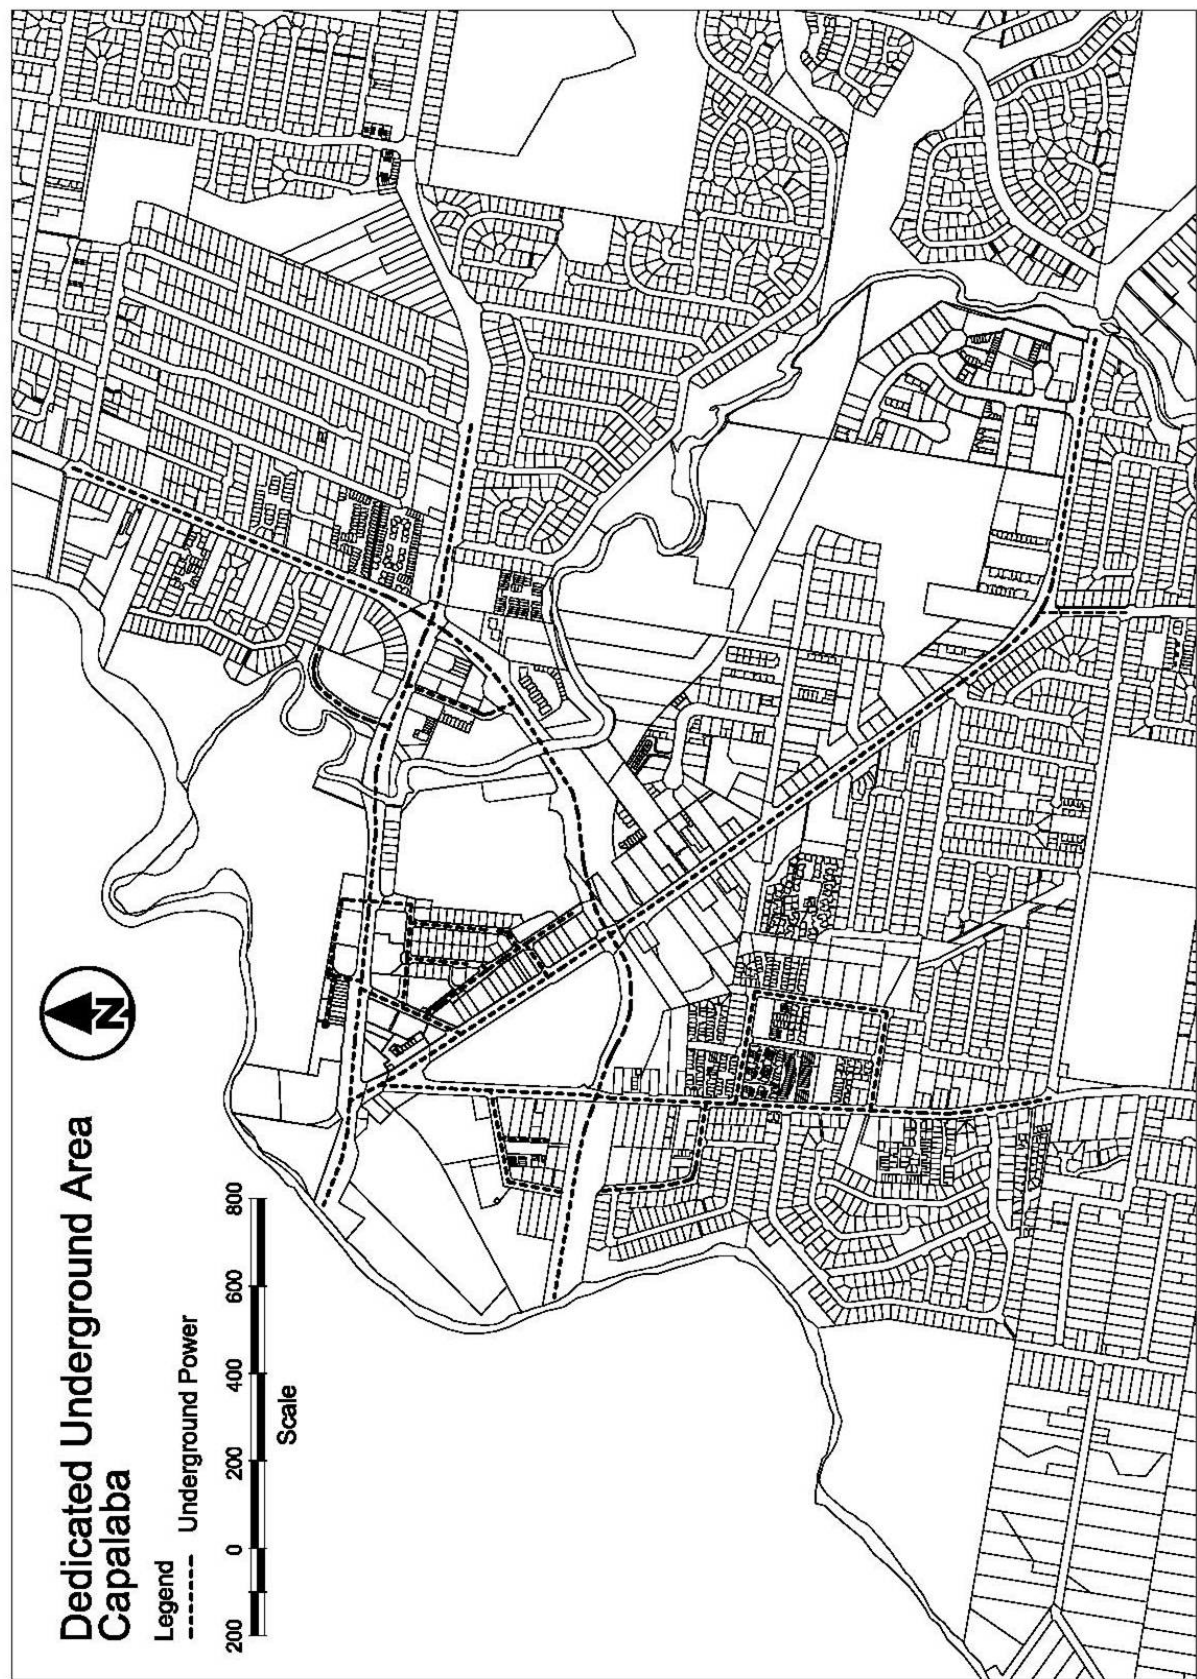 Dedicated Underground Area
Capalaba
N
Legend
------- Underground Power
200 0 200 400 600 800
Scale